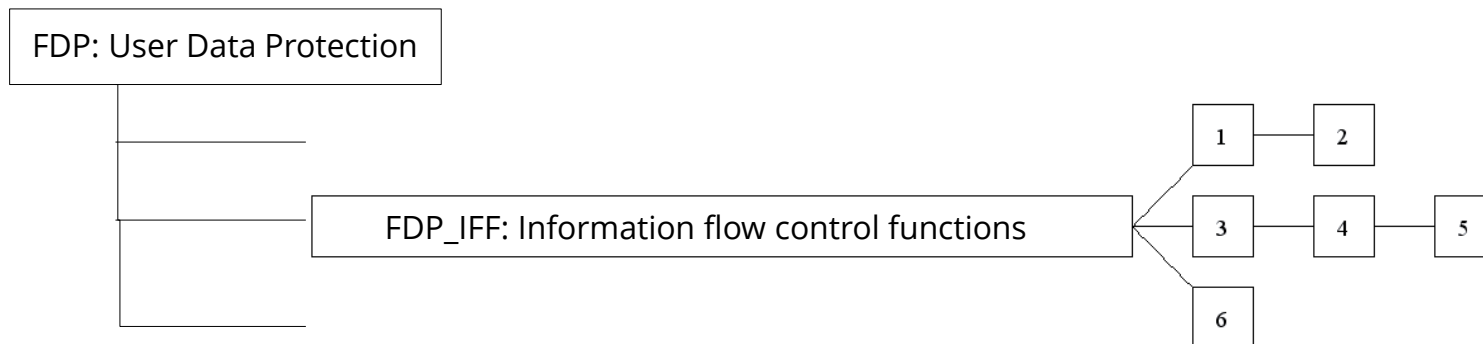 FDP: User Data Protection
1 2
FDP_IFF: Information flow control functions
3 4 5
6